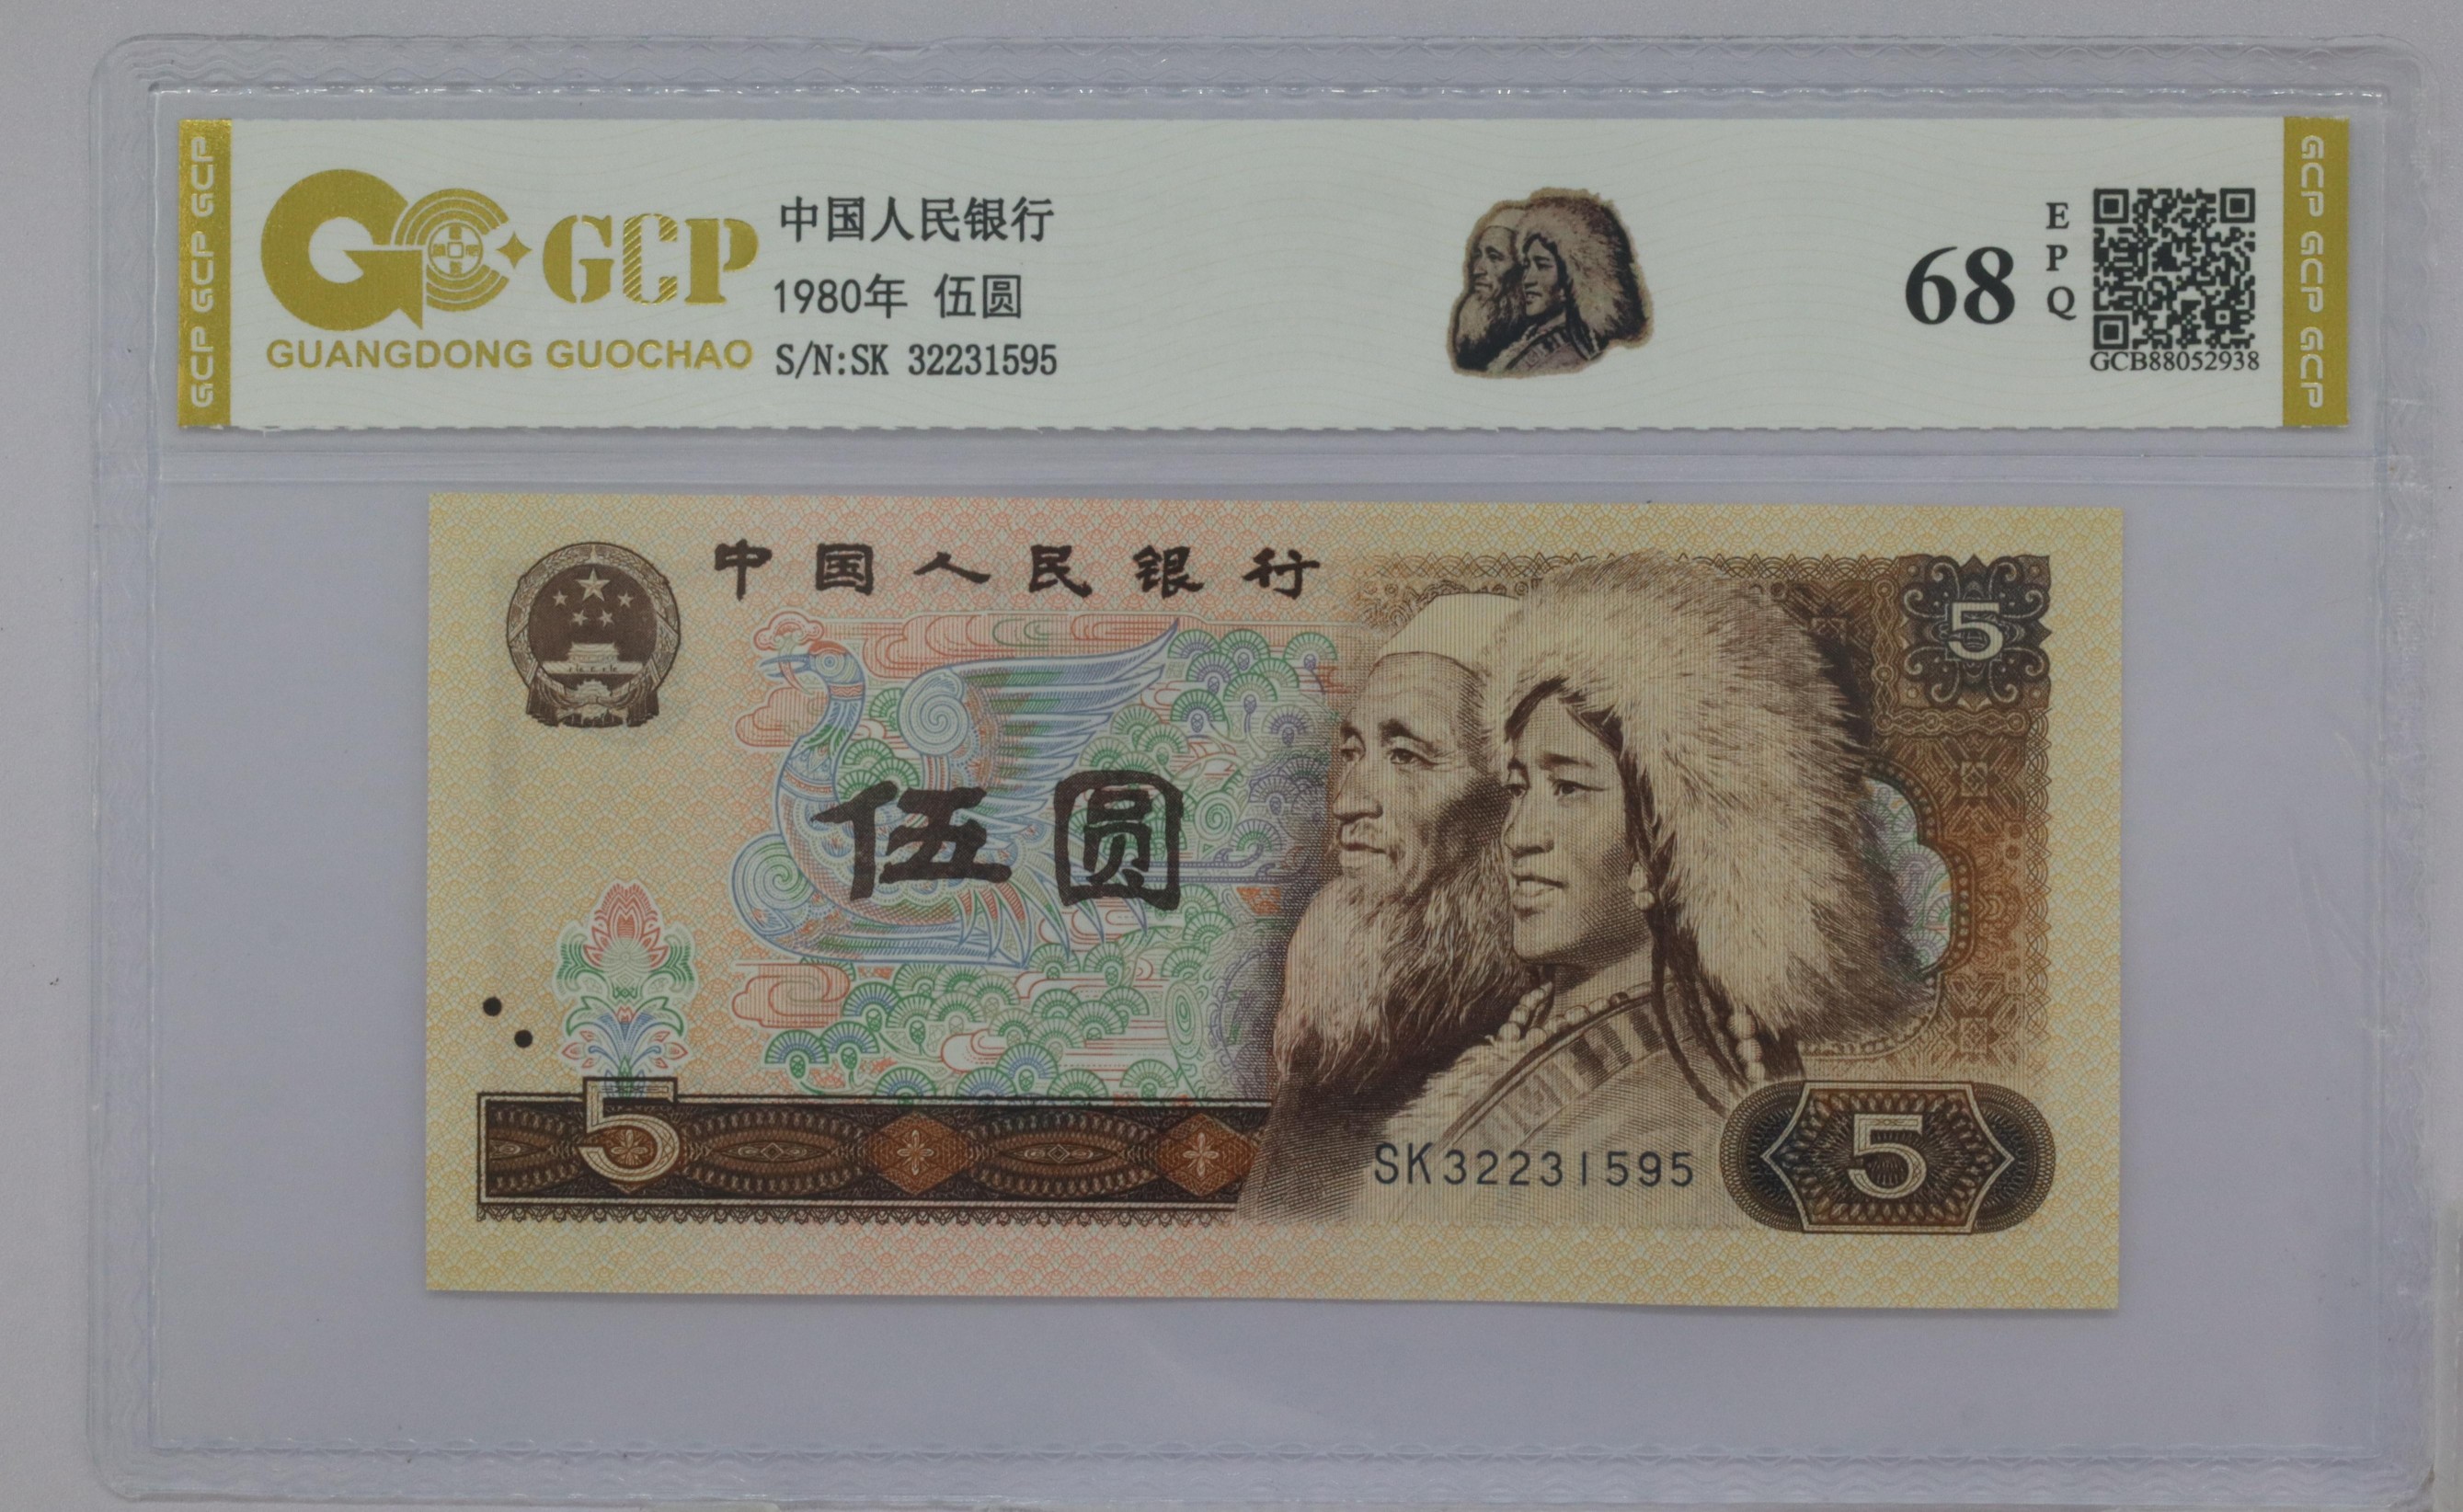 GCP GCP GCP
GCP
GUANGDONG GUOCHAO
中国人民银行
1980年 伍圆
S/N:SK 32231595
68
EPQ
GCB88052938
GCP GCP GCP
中国人民银行
5
伍圆
5
SK32231595
5